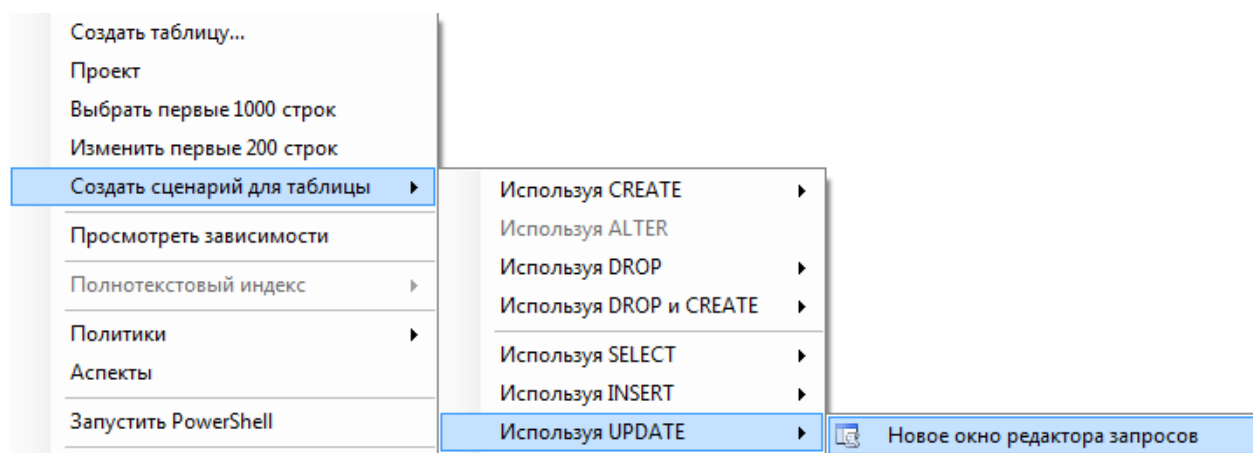 Создать таблицу...
Проект
Выбрать первые 1000 строк
Изменить первые 200 строк
Создать сценарий для таблицы
Просмотреть зависимости
Полнотекстовый индекс
Политики
Аспекты
Запустить PowerShell
Используя CREATE
Используя ALTER
Используя DROP
Используя DROP и CREATE
Используя SELECT
Используя INSERT
Используя UPDATE
Новое окно редактора запросов